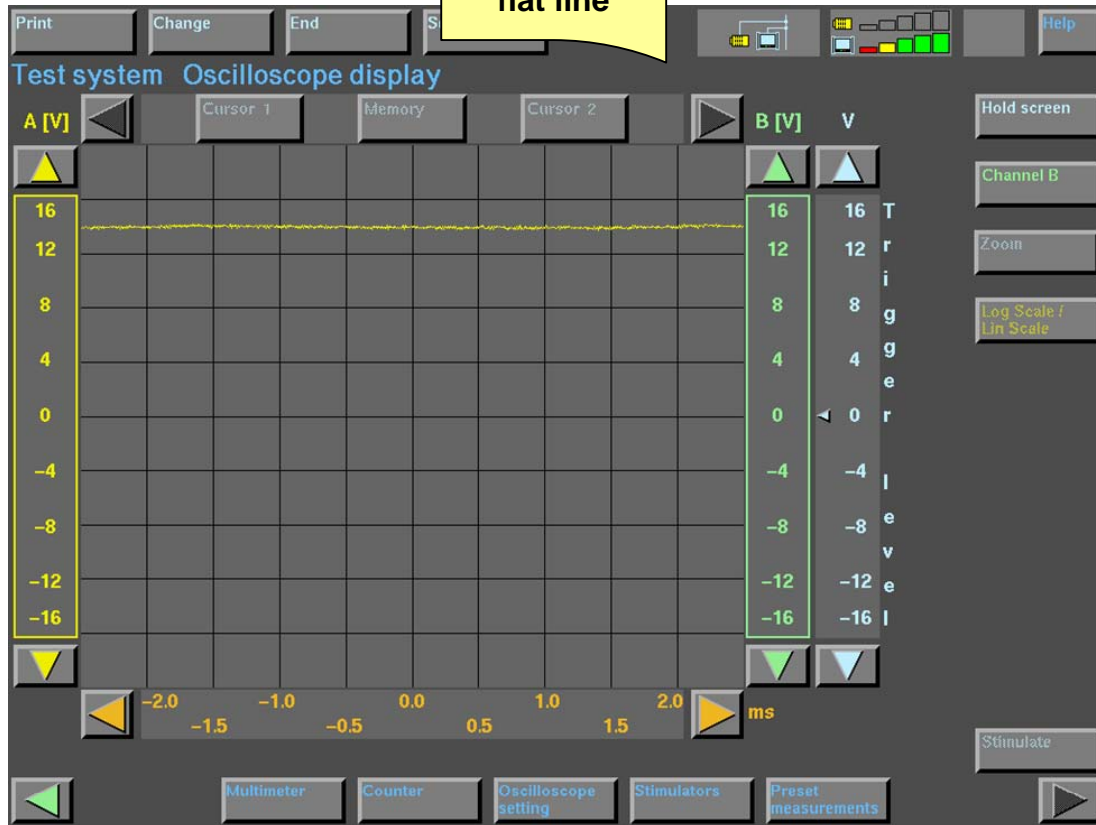 flat line
Print
Change
End
Help
Test system Oscilloscope display
A [V]
Cursor 1
Memory
Cursor 2
B [V]
V
Hold screen
Channel B
Zoom
Log Scale /
Lin Scale
16
12
8
4
0
−4
−8
−12
−16
16
12
8
4
0
−4
−8
−12
−16
16
12
8
4
0
−4
−8
−12
−16
Trigger level
−2.0 −1.0 0.0 1.0 2.0
−1.5 −0.5 0.5 1.5
ms
Stimulate
Multimeter
Counter
Oscilloscope
setting
Stimulators
Preset
measurements